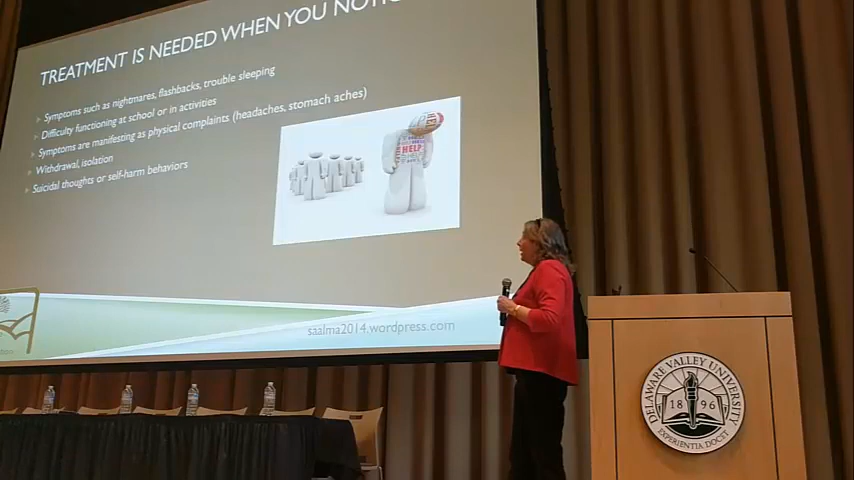 TREATMENT IS NEEDED WHEN YOU
Symptoms such as nightmares, flashbacks, trouble sleeping
Difficulty functioning at school or in activities
Symptoms are manifesting as physical complaints (headaches, stomach aches)
Withdrawal, isolation
Suicidal thoughts or self-harm behaviors
HELP
saalma2014.wordpress.com
DELAWARE VALLEY UNIVERSITY
1896
EXPERIENTIA DOCET